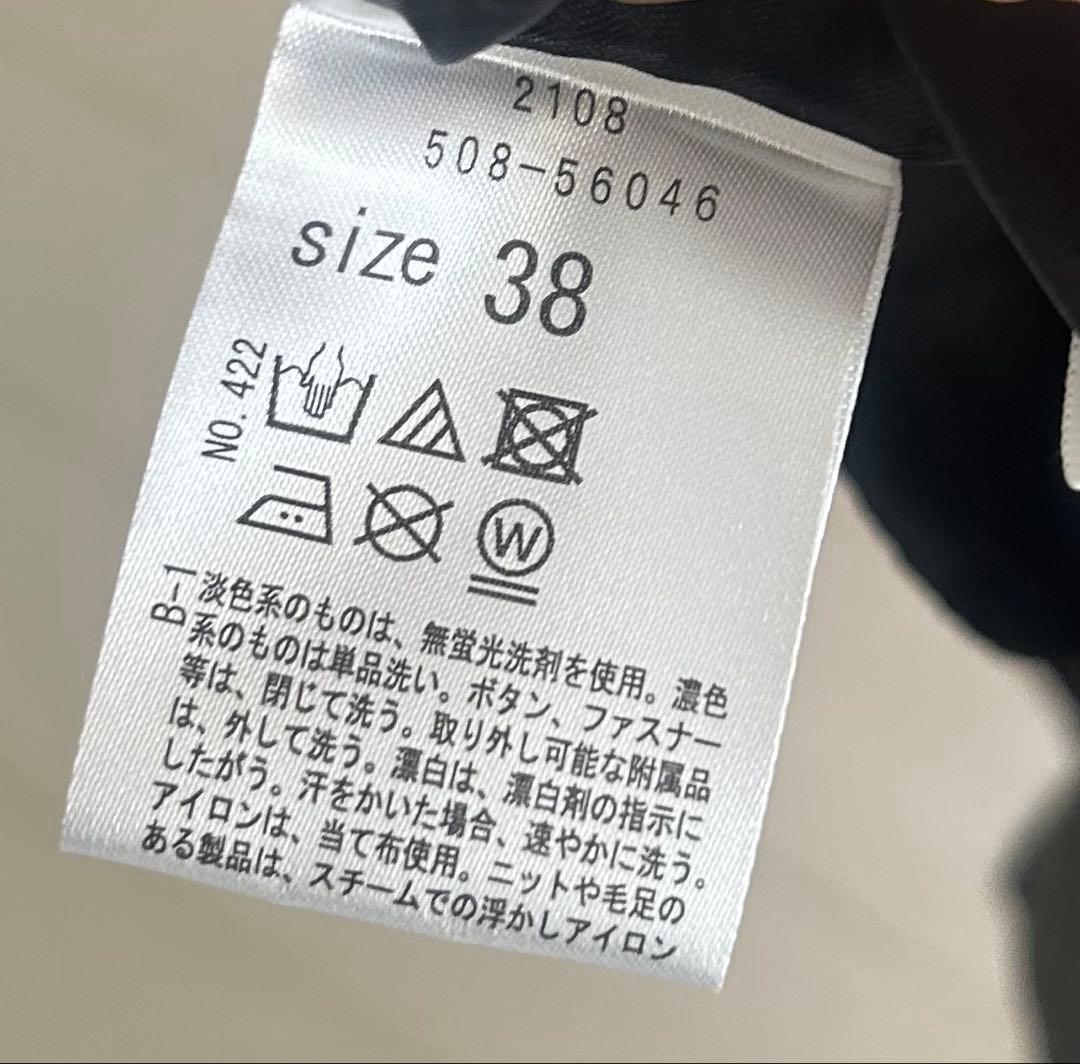 2108
508-56046
size 38
NO. 422
W
B-1
淡色系のものは、無蛍光洗剤を使用。濃色
系のものは単品洗い。ボタン、ファスナー
等は、閉じて洗う。取り外し可能な附属品
は、外して洗う。漂白は、漂白剤の指示に
したがう。汗をかいた場合、速やかに洗う。
アイロンは、当て布使用。ニットや毛足の
ある製品は、スチームでの浮かしアイロン